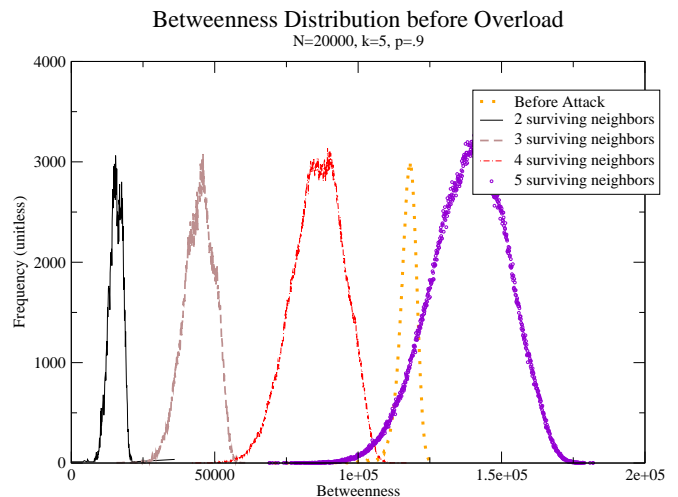 Betweenness Distribution before Overload
N=20000, k=5, p=.9
Frequency (unitless)
4000
3000
2000
1000
0
0
50000
1e+05
1.5e+05
2e+05
Betweenness
Before Attack
2 surviving neighbors
3 surviving neighbors
4 surviving neighbors
5 surviving neighbors